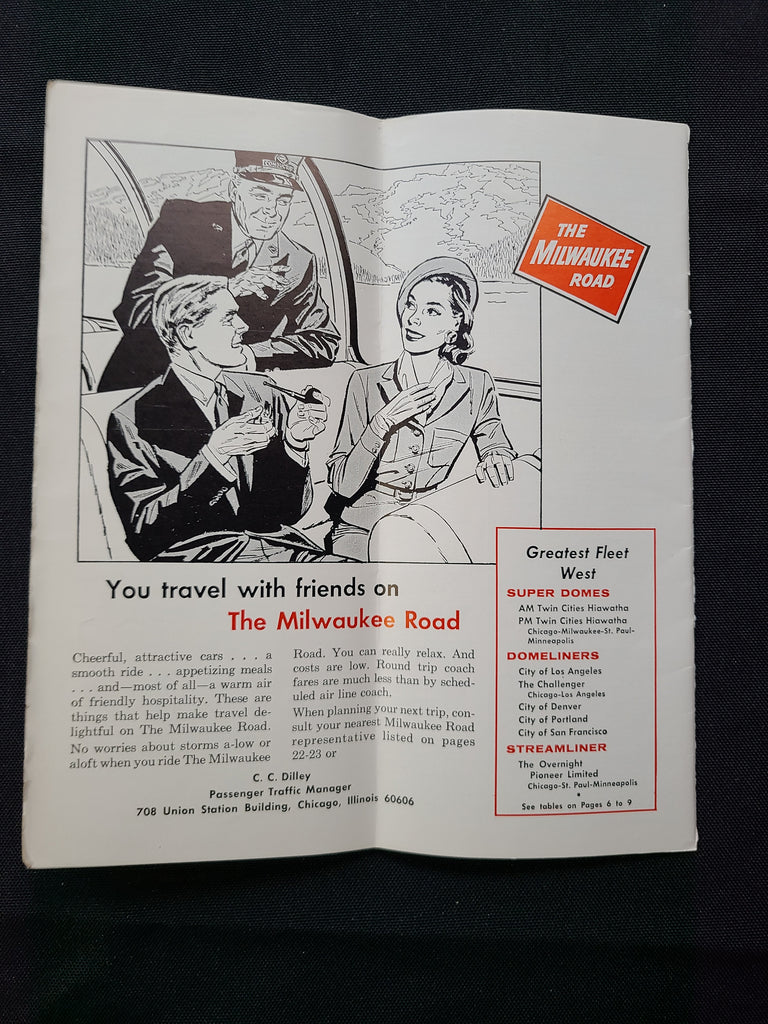 CONDUCTOR
THE
MILWAUKEE
ROAD
You travel with friends on
The Milwaukee Road
Cheerful, attractive cars . . . a
smooth ride . . . appetizing meals
. . . and—most of all—a warm air
of friendly hospitality. These are
things that help make travel de-
lightful on The Milwaukee Road.
No worries about storms a-low or
aloft when you ride The Milwaukee
Road. You can really relax. And
costs are low. Round trip coach
fares are much less than by sched-
uled air line coach.
When planning your next trip, con-
sult your nearest Milwaukee Road
representative listed on pages
22-23 or
C. C. Dilley
Passenger Traffic Manager
708 Union Station Building, Chicago, Illinois 60606
Greatest Fleet
West
SUPER DOMES
AM Twin Cities Hiawatha
PM Twin Cities Hiawatha
Chicago-Milwaukee-St. Paul-
Minneapolis
DOMELINERS
City of Los Angeles
The Challenger
Chicago-Los Angeles
City of Denver
City of Portland
City of San Francisco
STREAMLINER
The Overnight
Pioneer Limited
Chicago-St. Paul-Minneapolis
•
See tables on Pages 6 to 9